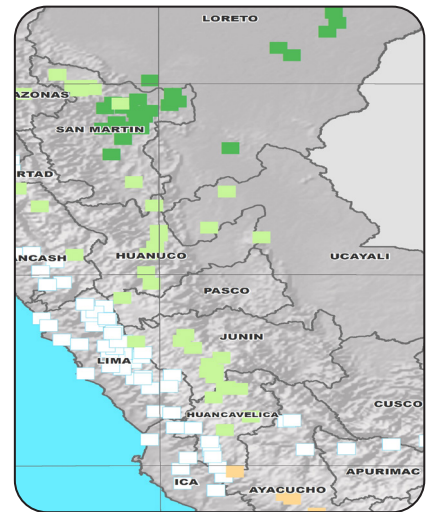 LORETO
AZONAS
SAN MARTIN
RTAD
ANCASH
HUANUCO
UCAYALI
PASCO
JUNIN
LIMA
CUSCO
HUANCAVELICA
APURIMAC
ICA
AYACUCHO